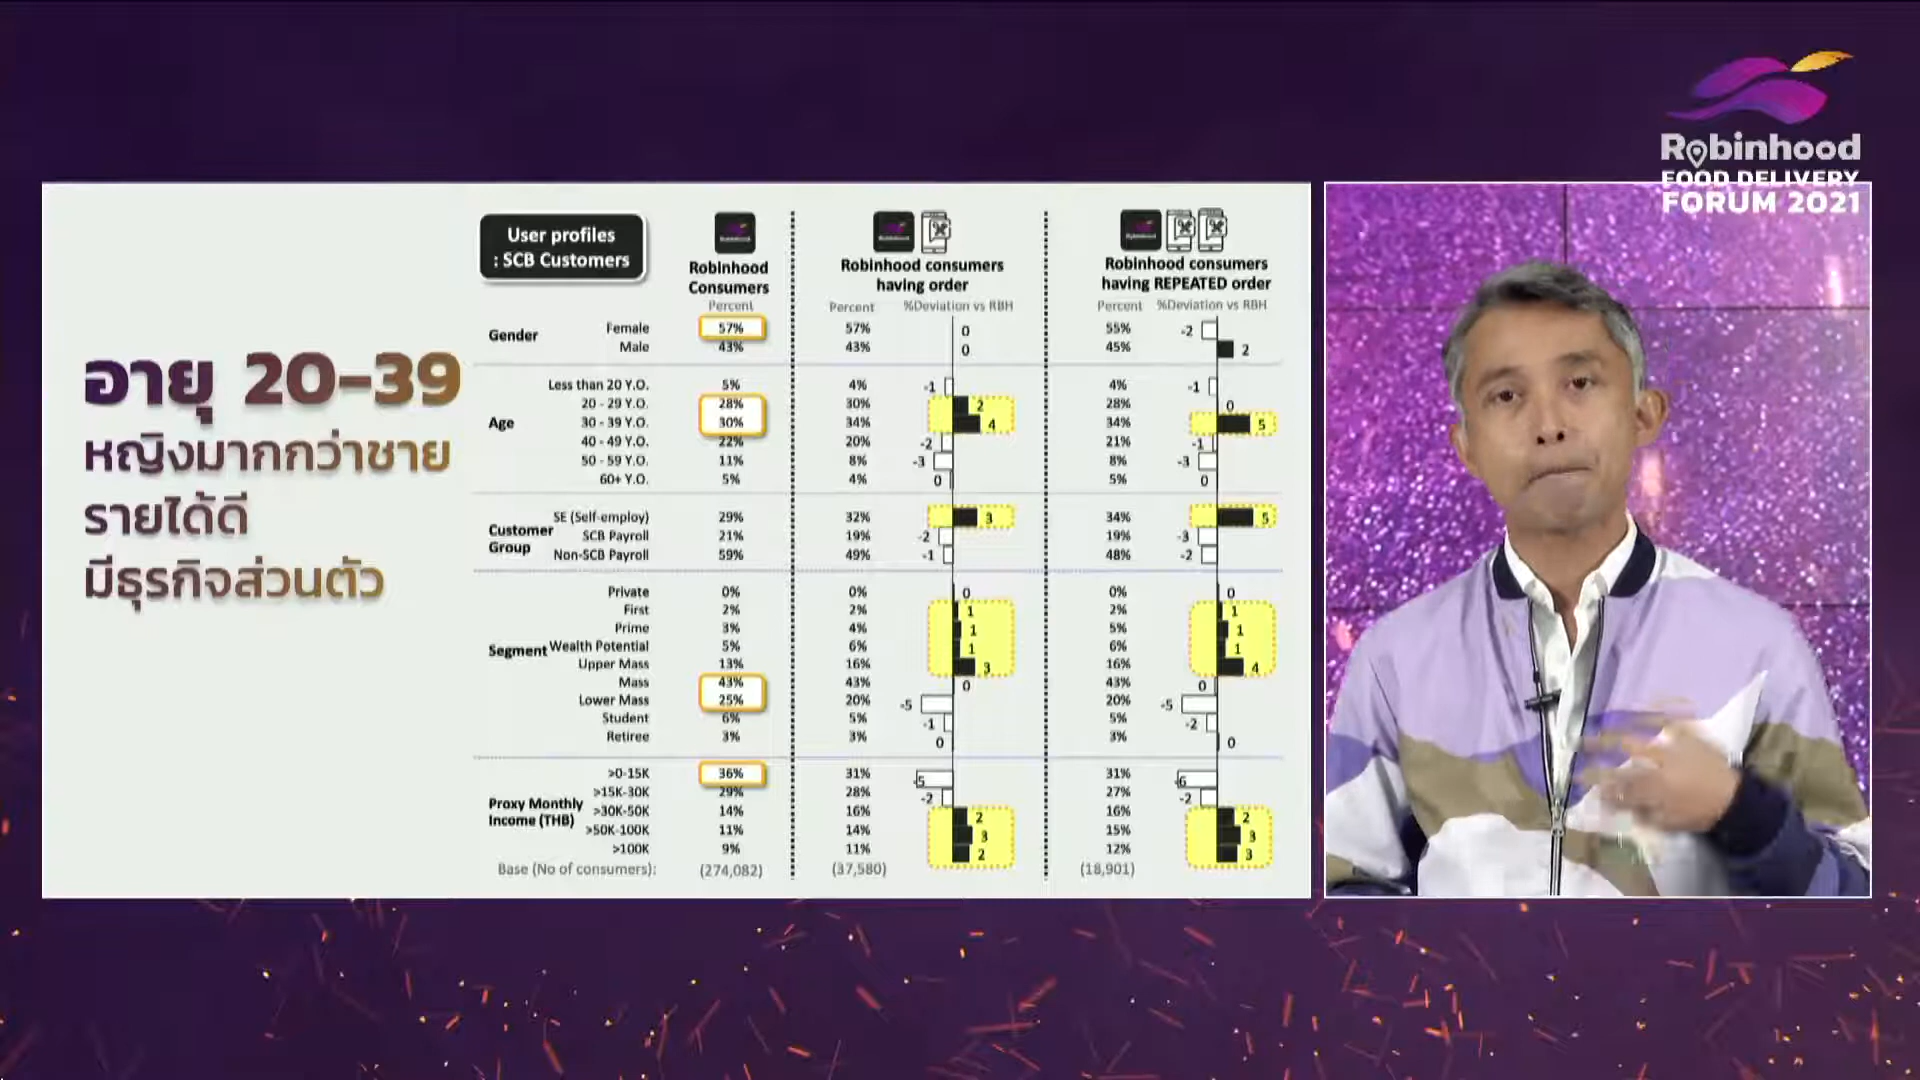 Robinhood
FOOD DELIVERY
FORUM 2021
อายุ 20-39
หญิงมากกว่าชาย
รายได้ดี
มีธุรกิจส่วนตัว
User profiles
: SCB Customers
Robinhood
Consumers
Percent
Robinhood consumers
having order
Percent %Deviation vs RBH
Robinhood consumers
having REPEATED order
Percent %Deviation vs RBH
Gender
Female 57% 57% 0 55% -2
Male 43% 43% 0 45% 2
Age
Less than 20 Y.O. 5% 4% -1 4% -1
20 - 29 Y.O. 28% 30% 2 28% 0
30 - 39 Y.O. 30% 34% 4 34% 5
40 - 49 Y.O. 22% 20% -2 21% -1
50 - 59 Y.O. 11% 8% -3 8% -3
60+ Y.O. 5% 4% 0 5% 0
Customer
Group
SE (Self-employ) 29% 32% 3 34% 5
SCB Payroll 21% 19% -2 19% -3
Non-SCB Payroll 59% 49% -1 48% -2
Segment
Private 0% 0% 0 0% 0
First 2% 2% 1 2% 1
Prime 3% 4% 1 5% 1
Wealth Potential 5% 6% 1 6% 1
Upper Mass 13% 16% 3 16% 4
Mass 43% 43% 0 43% 0
Lower Mass 25% 20% -5 20% -5
Student 6% 5% -1 5% -2
Retiree 3% 3% 0 3% 0
Proxy Monthly
Income (THB)
>0-15K 36% 31% -5 31% -6
>15K-30K 29% 28% -2 27% -2
>30K-50K 14% 16% 2 16% 2
>50K-100K 11% 14% 3 15% 3
>100K 9% 11% 2 12% 3
Base (No of consumers): (274,082) (37,580) (18,901)